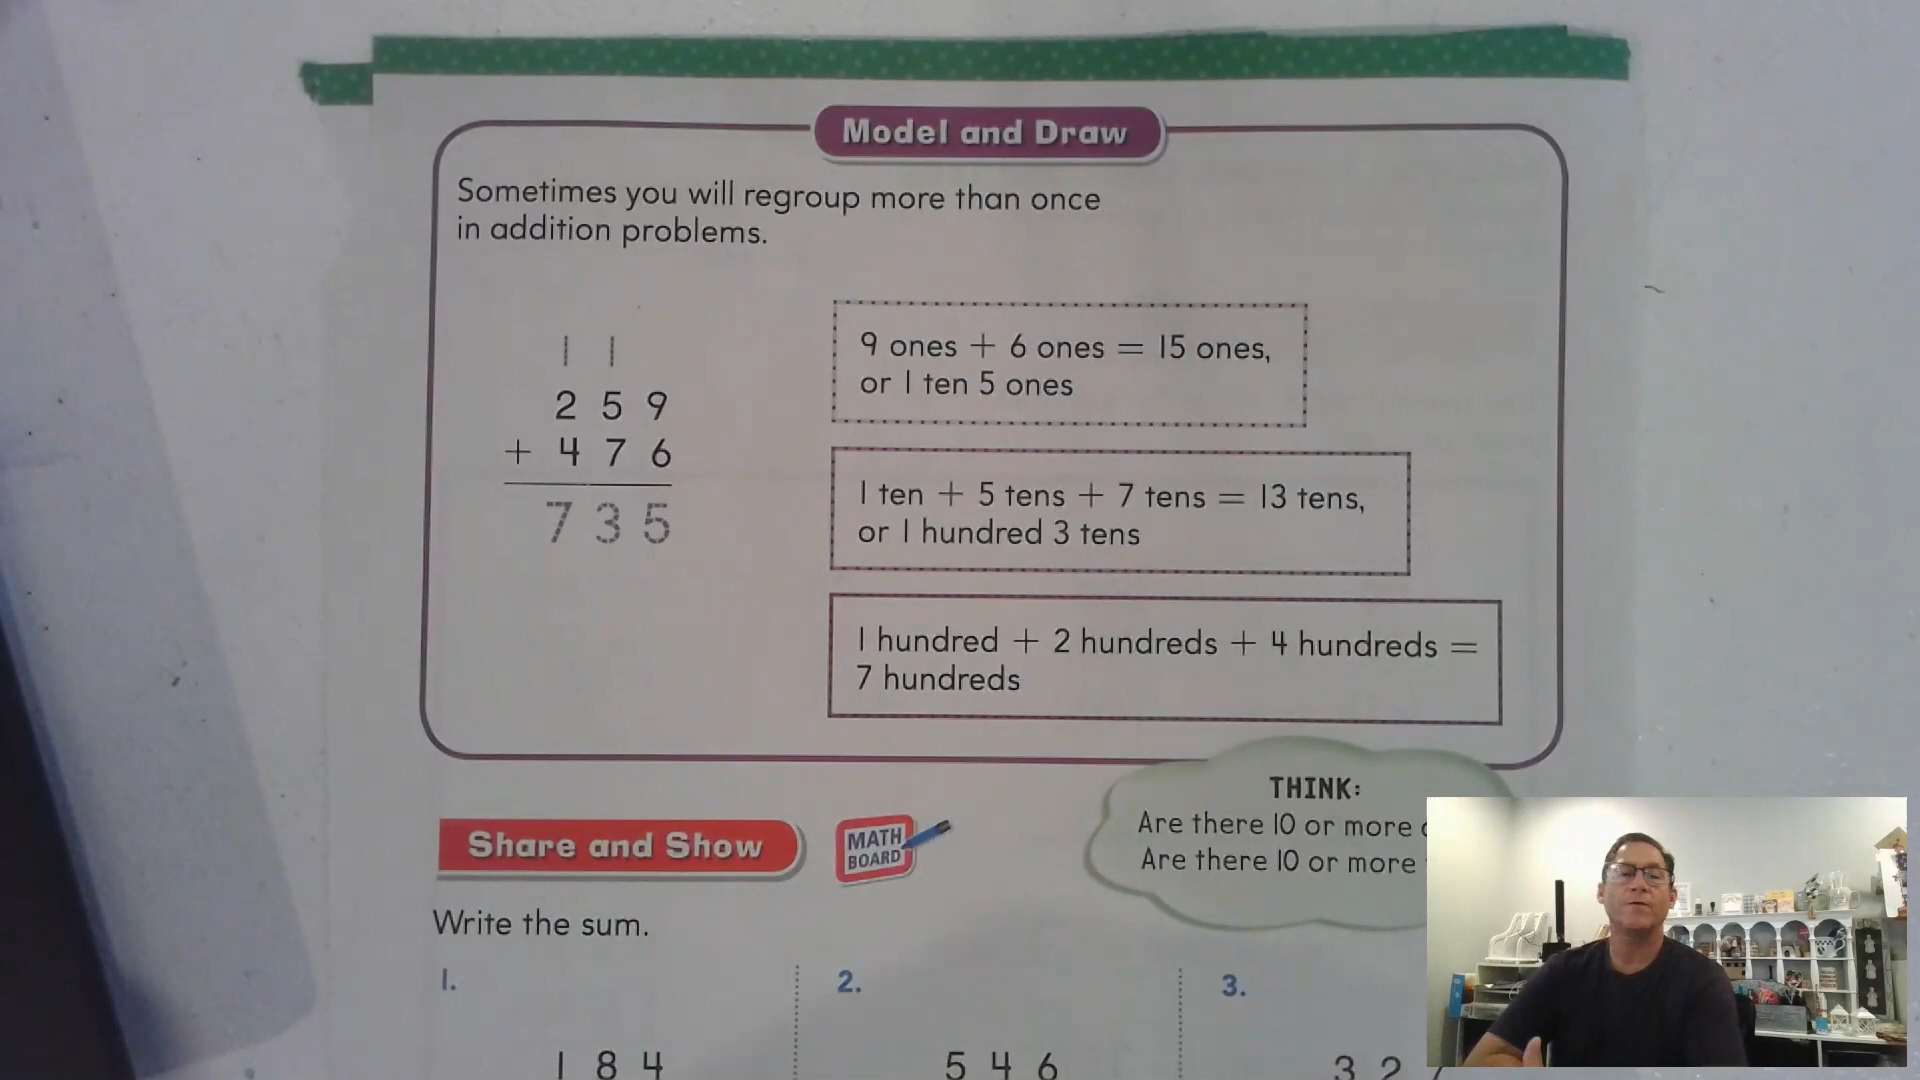 Model and Draw
Sometimes you will regroup more than once
in addition problems.
1 1
2 5 9
+ 4 7 6
7 3 5
9 ones + 6 ones = 15 ones,
or 1 ten 5 ones
1 ten + 5 tens + 7 tens = 13 tens,
or 1 hundred 3 tens
1 hundred + 2 hundreds + 4 hundreds =
7 hundreds
THINK:
Are there 10 or more
Are there 10 or more
Share and Show
MATH
BOARD
Write the sum.
1.
2.
3.
1 8 4
5 4 6
3 2